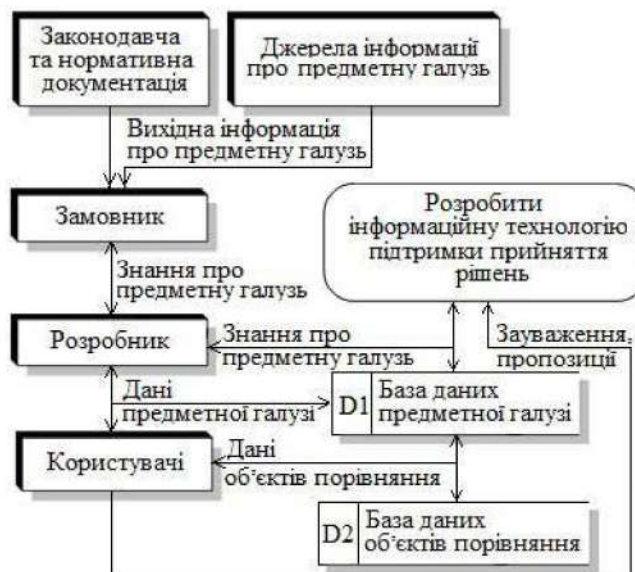 Законодавча
та нормативна
документація
Джерела інформації
про предметну галузь
Вихідна інформація
про предметну галузь
Замовник
Розробити
інформаційну технологію
підтримки прийняття
рішень
Знання про
предметну галузь
Розробник
Знання про
предметну галузь
Зауваження,
пропозиції
Дані
предметної галузі
D1
База даних
предметної галузі
Користувачі
Дані
об’єктів порівняння
D2
База даних
об’єктів порівняння